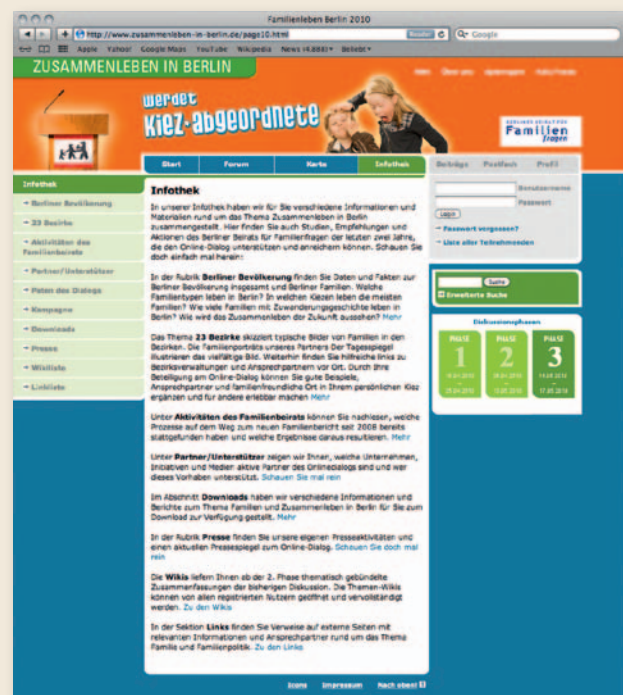 Familienleben Berlin 2010
http://www.zusammenleben-in-berlin.de/page10.html
Reader
Google
Apple Yahoo! Google Maps YouTube Wikipedia News (4.888) Beliebt
ZUSAMMENLEBEN IN BERLIN
werdet
Kiez-abgeordnete
BERLINER BEIRAT FÜR
Familien
fragen
Start Forum Karte Infothek
Beiträge Postfach Profil
Infothek
Berliner Bevölkerung
23 Bezirke
Aktivitäten des
Familienbeirats
Partner/Unterstützer
Paten des Dialogs
Kampagne
Downloads
Presse
Wikiliste
Linkliste
Infothek
In unserer Infothek haben wir für Sie verschiedene Informationen und
Materialien rund um das Thema Zusammenleben in Berlin
zusammengestellt. Hier finden Sie auch Studien, Empfehlungen und
Aktionen des Berliner Beirats für Familienfragen der letzten zwei Jahre,
die den Online-Dialog unterstützen und anreichern können. Schauen Sie
doch einfach mal herein:
In der Rubrik Berliner Bevölkerung finden Sie Daten und Fakten zur
Berliner Bevölkerung insgesamt und Berliner Familien. Welche
Familientypen leben in Berlin? In welchen Kiezen leben die meisten
Familien? Wie viele Familien mit Zuwanderungsgeschichte leben in
Berlin? Wie wird das Zusammenleben der Zukunft aussehen? Mehr
Das Thema 23 Bezirke skizziert typische Bilder von Familien in den
Bezirken. Die Familienporträts unseres Partners Der Tagesspiegel
illustrieren das vielfältige Bild. Weiterhin finden Sie hilfreiche links zu
Bezirksverwaltungen und Ansprechpartnern vor Ort. Durch Ihre
Beteiligung am Online-Dialog können Sie gute Beispiele,
Ansprechpartner und familienfreundliche Ort in Ihrem persönlichen Kiez
ergänzen und für andere erlebbar machen Mehr
Unter Aktivitäten des Familienbeirats können Sie nachlesen, welche
Prozesse auf dem Weg zum neuen Familienbericht seit 2008 bereits
stattgefunden haben und welche Ergebnisse daraus resultieren. Mehr
Unter Partner/Unterstützer zeigen wir Ihnen, welche Unternehmen,
Initiativen und Medien aktive Partner des Onlinedialogs sind und wer
dieses Vorhaben unterstützt. Schauen Sie mal rein
Im Abschnitt Downloads haben wir verschiedene Informationen und
Berichte zum Thema Familien und Zusammenleben in Berlin für Sie zum
Download zur Verfügung gestellt. Mehr
In der Rubrik Presse finden Sie unsere eigenen Presseaktivitäten und
einen aktuellen Pressespiegel zum Online-Dialog. Schauen Sie doch mal
rein
Die Wikis liefern Ihnen ab der 2. Phase thematisch gebündelte
Zusammenfassungen der bisherigen Diskussion. Die Themen-Wikis
können von allen registrierten Nutzern geöffnet und vervollständigt
werden. Zu den Wikis
In der Sektion Links finden Sie Verweise auf externe Seiten mit
relevanten Informationen und Ansprechpartner rund um das Thema
Familie und Familienpolitik. Zu den Links
Benutzername
Passwort
Login
Passwort vergessen?
Liste aller Teilnehmenden
Suche
Erweiterte Suche
Diskussionsphasen
PHASE PHASE PHASE
1 2 3
Icons Impressum Nach oben!